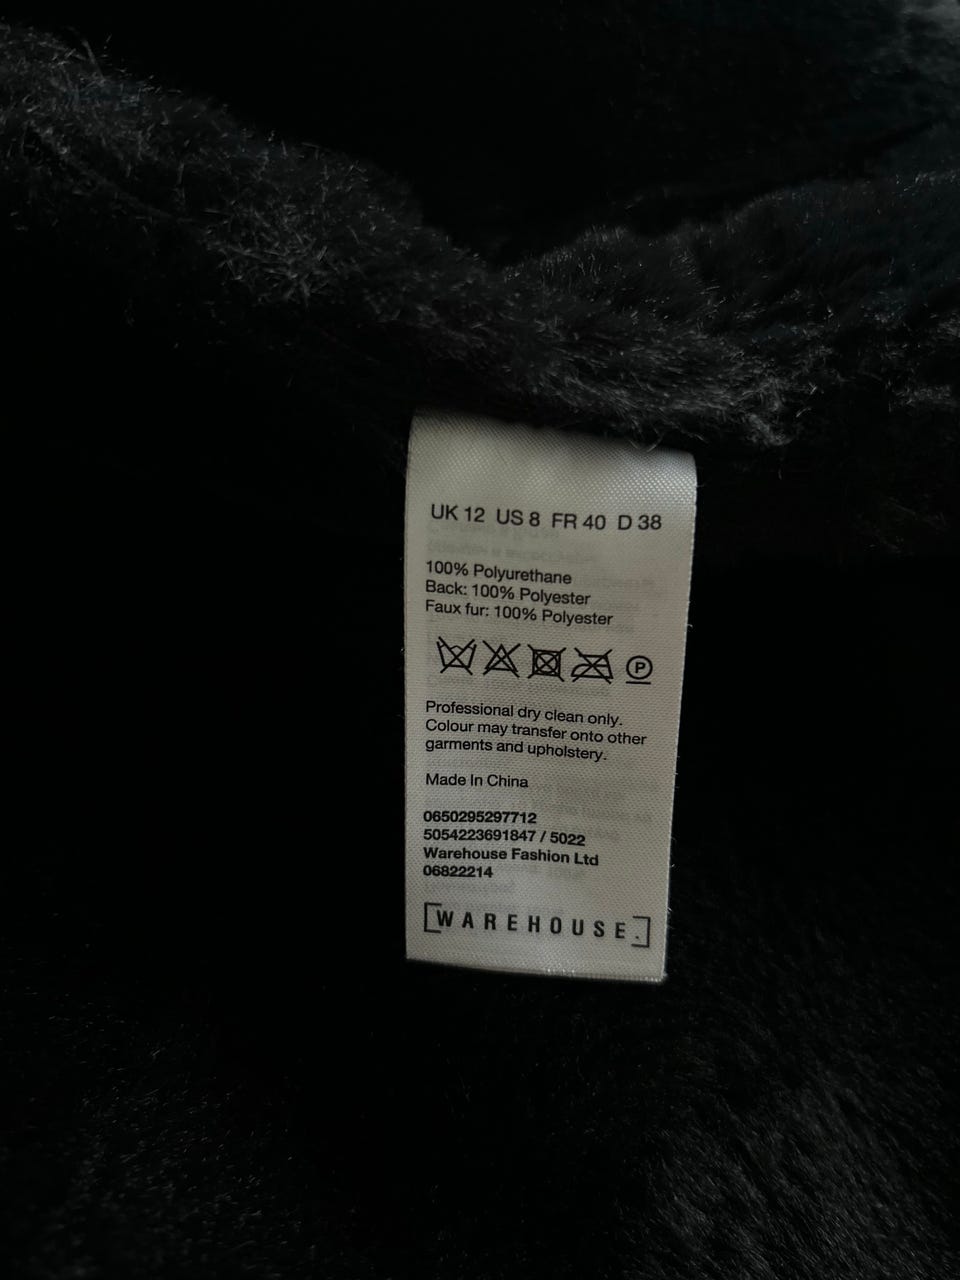 UK 12 US 8 FR 40 D 38
100% Polyurethane
Back: 100% Polyester
Faux fur: 100% Polyester
P
Professional dry clean only.
Colour may transfer onto other
garments and upholstery.
Made In China
0650295297712
5054223691847 / 5022
Warehouse Fashion Ltd
06822214
[WAREHOUSE.]